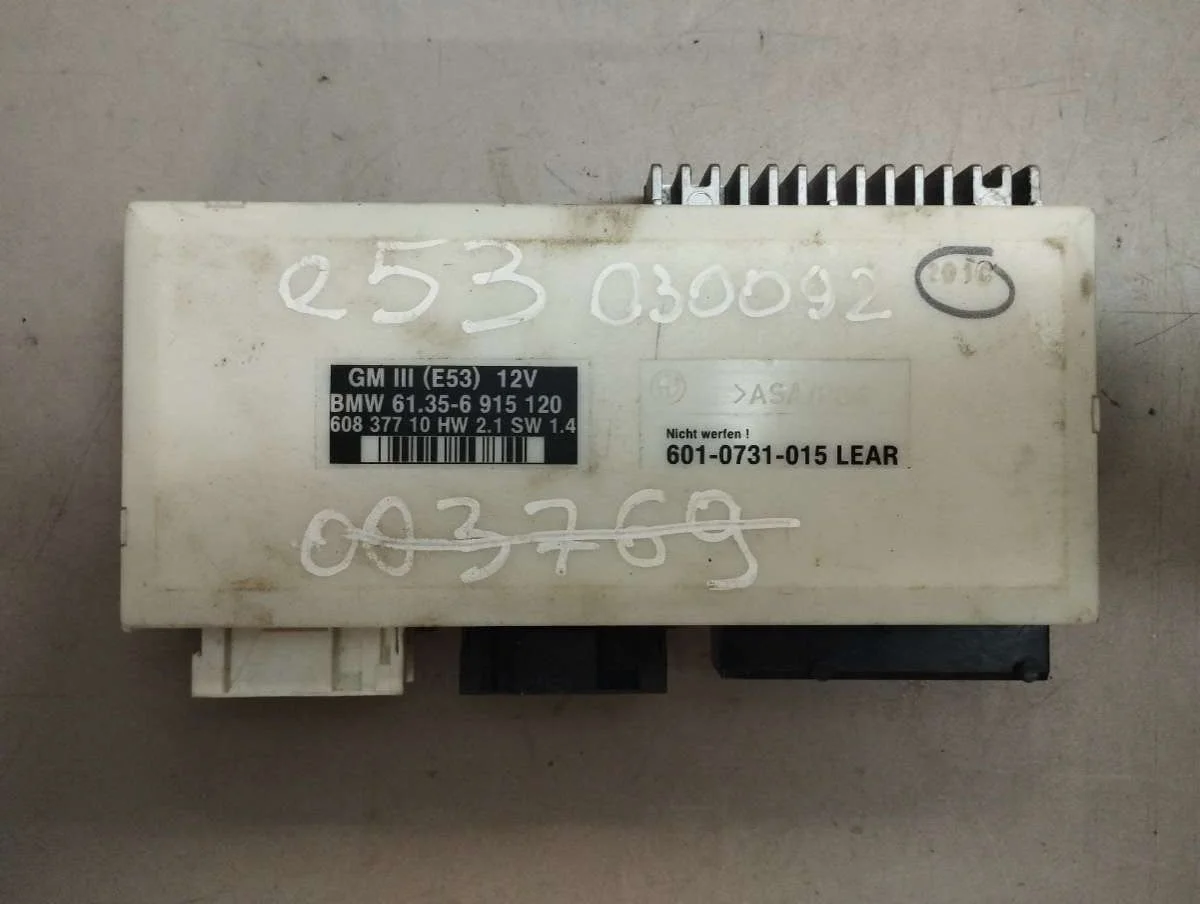 e53 030092
GM III (E53) 12V
BMW 61.35-6 915 120
608 377 10 HW 2.1 SW 1.4
Nicht werfen !
601-0731-015 LEAR
003769